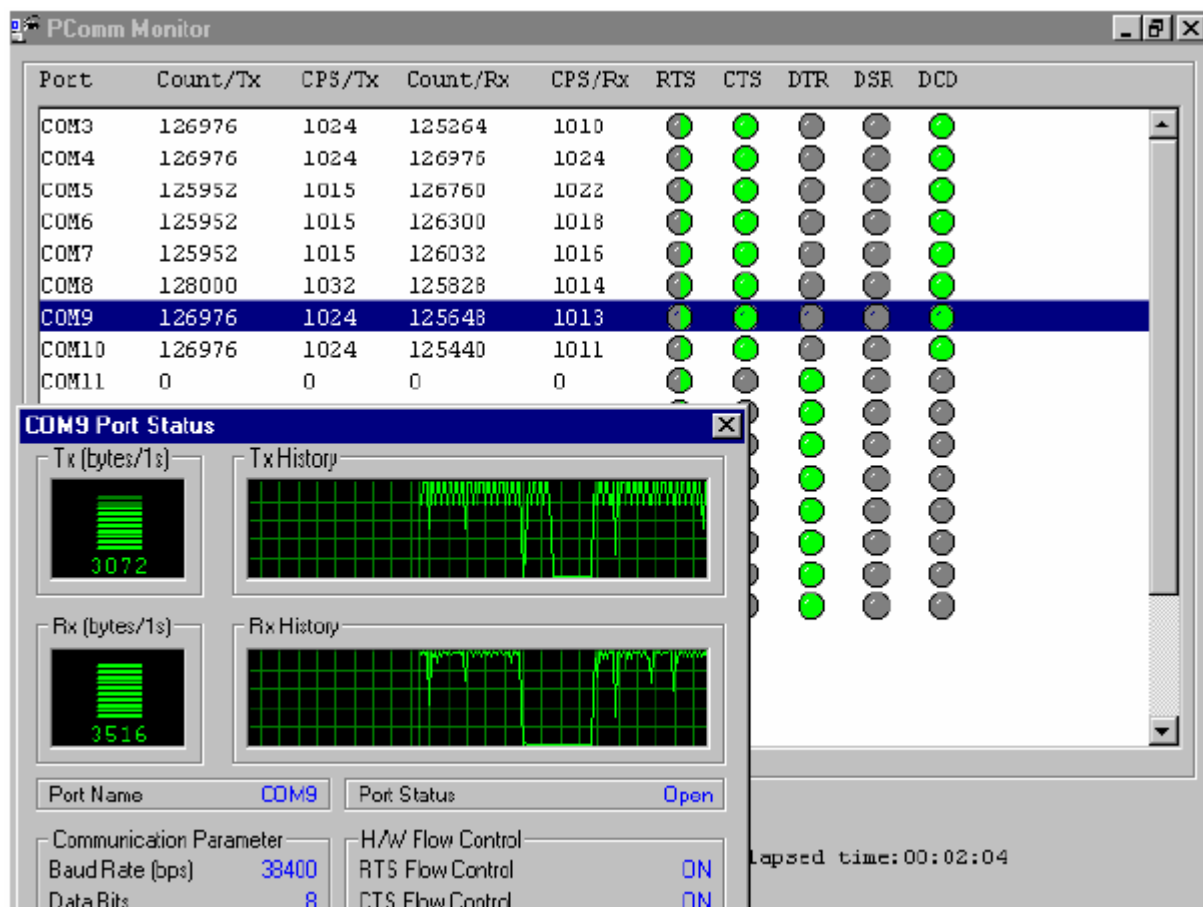 PComm Monitor
Port Count/Tx CPS/Tx Count/Rx CPS/Rx RTS CTS DTR DSR DCD
COM3 126976 1024 125264 1010
COM4 126976 1024 126976 1024
COM5 125952 1015 126760 1022
COM6 125952 1015 126300 1018
COM7 125952 1015 126032 1016
COM8 128000 1032 125828 1014
COM9 126976 1024 125648 1013
COM10 126976 1024 125440 1011
COM11 0 0 0 0
COM9 Port Status
Tx (bytes/1s) Tx History
3072
Rx (bytes/1s) Rx History
3516
Port Name COM9 Port Status Open
Communication Parameter H/W Flow Control
Baud Rate (bps) 38400 RTS Flow Control ON
Data Bits 8 CTS Flow Control ON
lapsed time:00:02:04